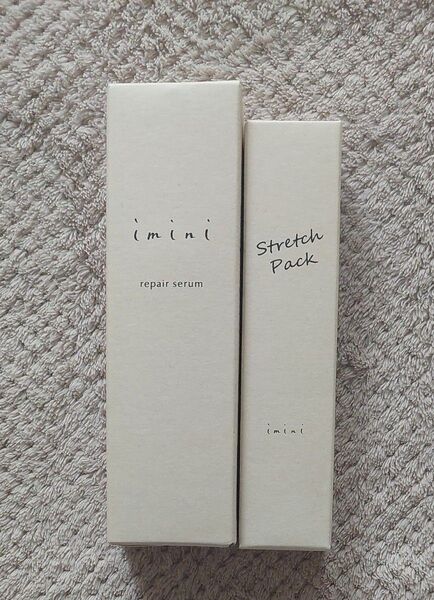 imini
repair serum
Stretch
Pack
imini